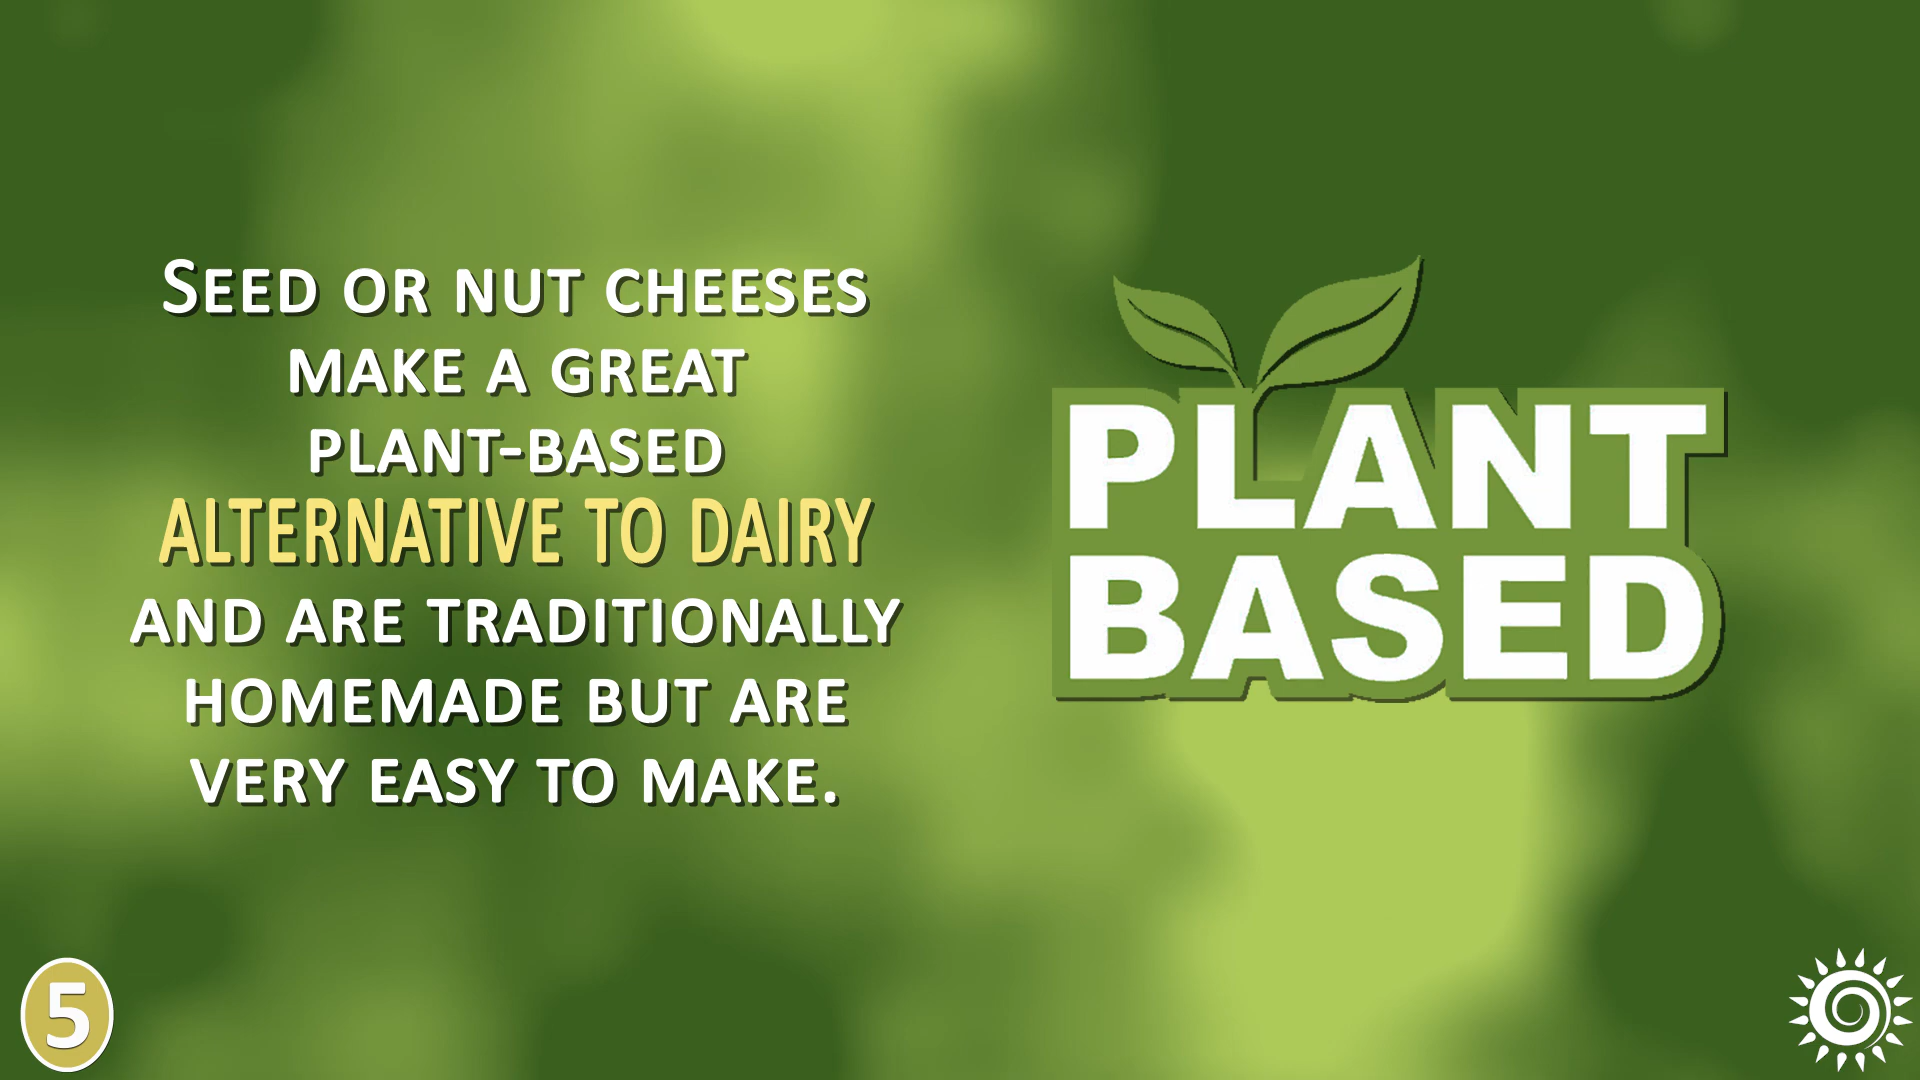 Seed or nut cheeses
make a great
plant-based
ALTERNATIVE TO DAIRY
and are traditionally
homemade but are
very easy to make.
PLANT
BASED
5